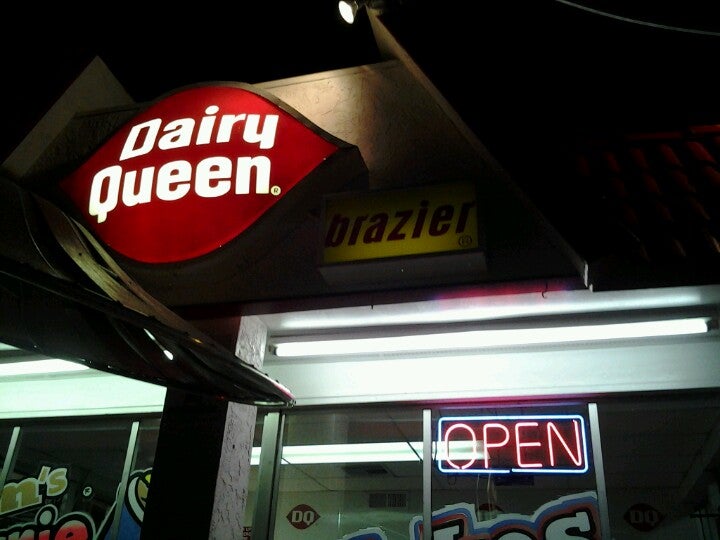 Dairy
Queen®
brazier®
OPEN
DQ
DQ